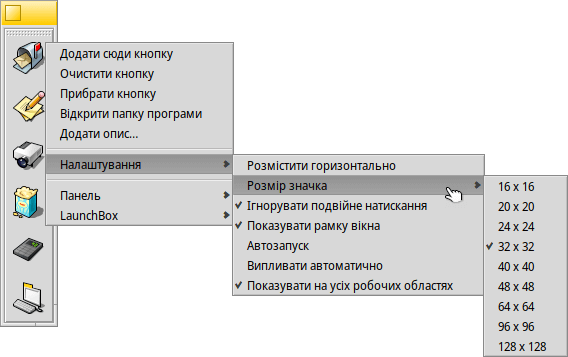 Додати сюди кнопку
Очистити кнопку
Прибрати кнопку
Відкрити папку програми
Додати опис...
Налаштування
Панель
LaunchBox
Розмістити горизонтально
Розмір значка
Ігнорувати подвійне натискання
Показувати рамку вікна
Автозапуск
Випливати автоматично
Показувати на усіх робочих областях
16 x 16
20 x 20
24 x 24
32 x 32
40 x 40
48 x 48
64 x 64
96 x 96
128 x 128